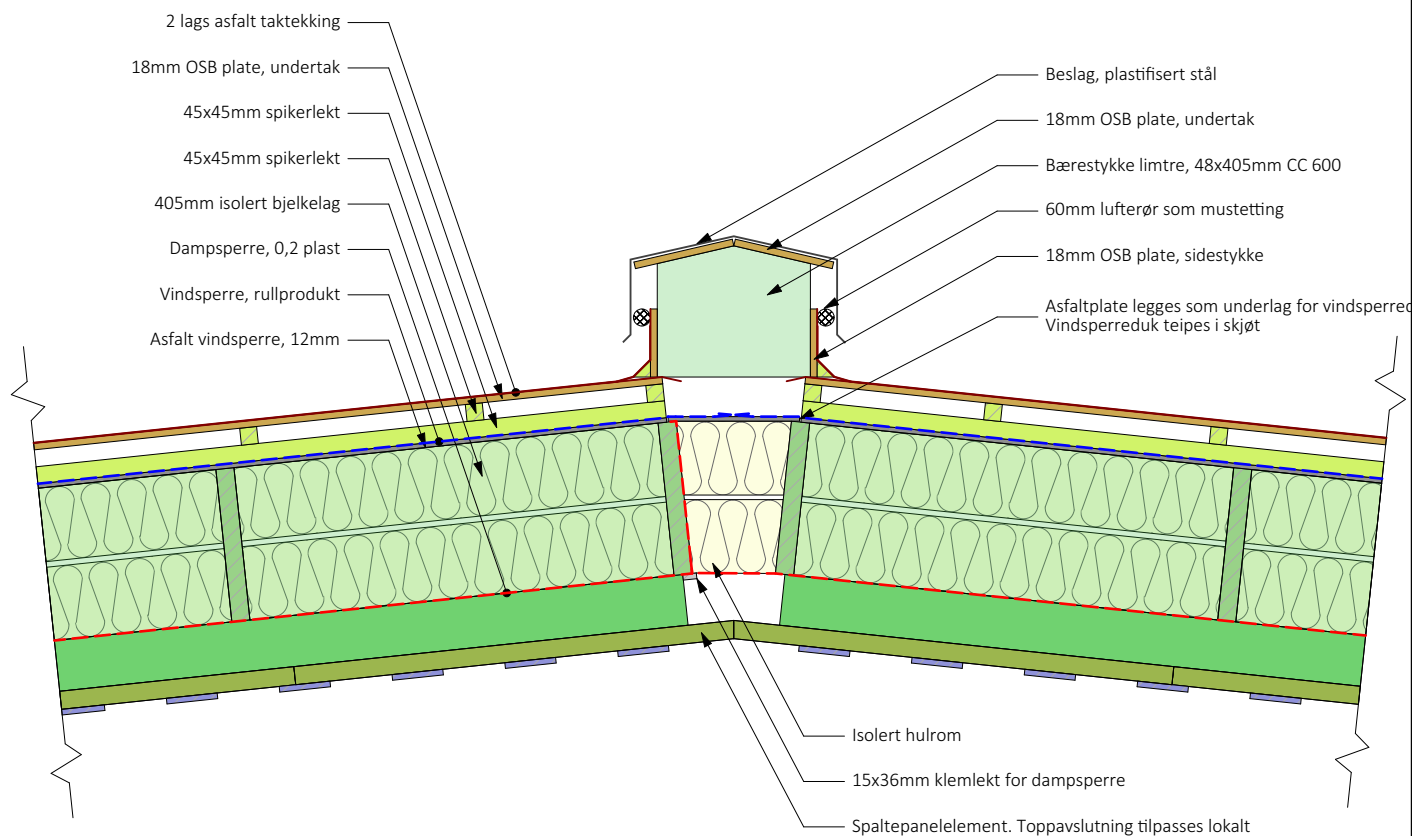 2 lags asfalt taktekking
18mm OSB plate, undertak
45x45mm spikerlekt
45x45mm spikerlekt
405mm isolert bjelkelag
Dampsperre, 0,2 plast
Vindsperre, rullprodukt
Asfalt vindsperre, 12mm
Beslag, plastifisert stål
18mm OSB plate, undertak
Bærestykke limtre, 48x405mm CC 600
60mm lufterør som mustetting
18mm OSB plate, sidestykke
Asfaltplate legges som underlag for
Vindsperreduk teipes i skjøt
Isolert hulrom
15x36mm klemlekt for dampsperre
Spaltepanelelement. Toppavslutning tilpasses lokalt